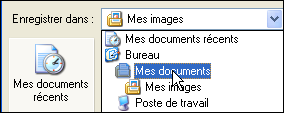 Enregistrer dans :
Mes images
Mes documents récents
Bureau
Mes documents
Mes images
Poste de travail
Mes documents
récents